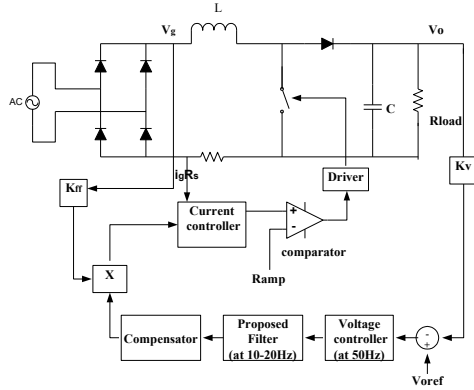 L
Vg
Vo
AC
C
Rload
igRs
Kff
Kv
Driver
Current
controller
+
-
comparator
Ramp
X
Compensator
Proposed
Filter
(at 10-20Hz)
Voltage
controller
(at 50Hz)
-
+
Voref